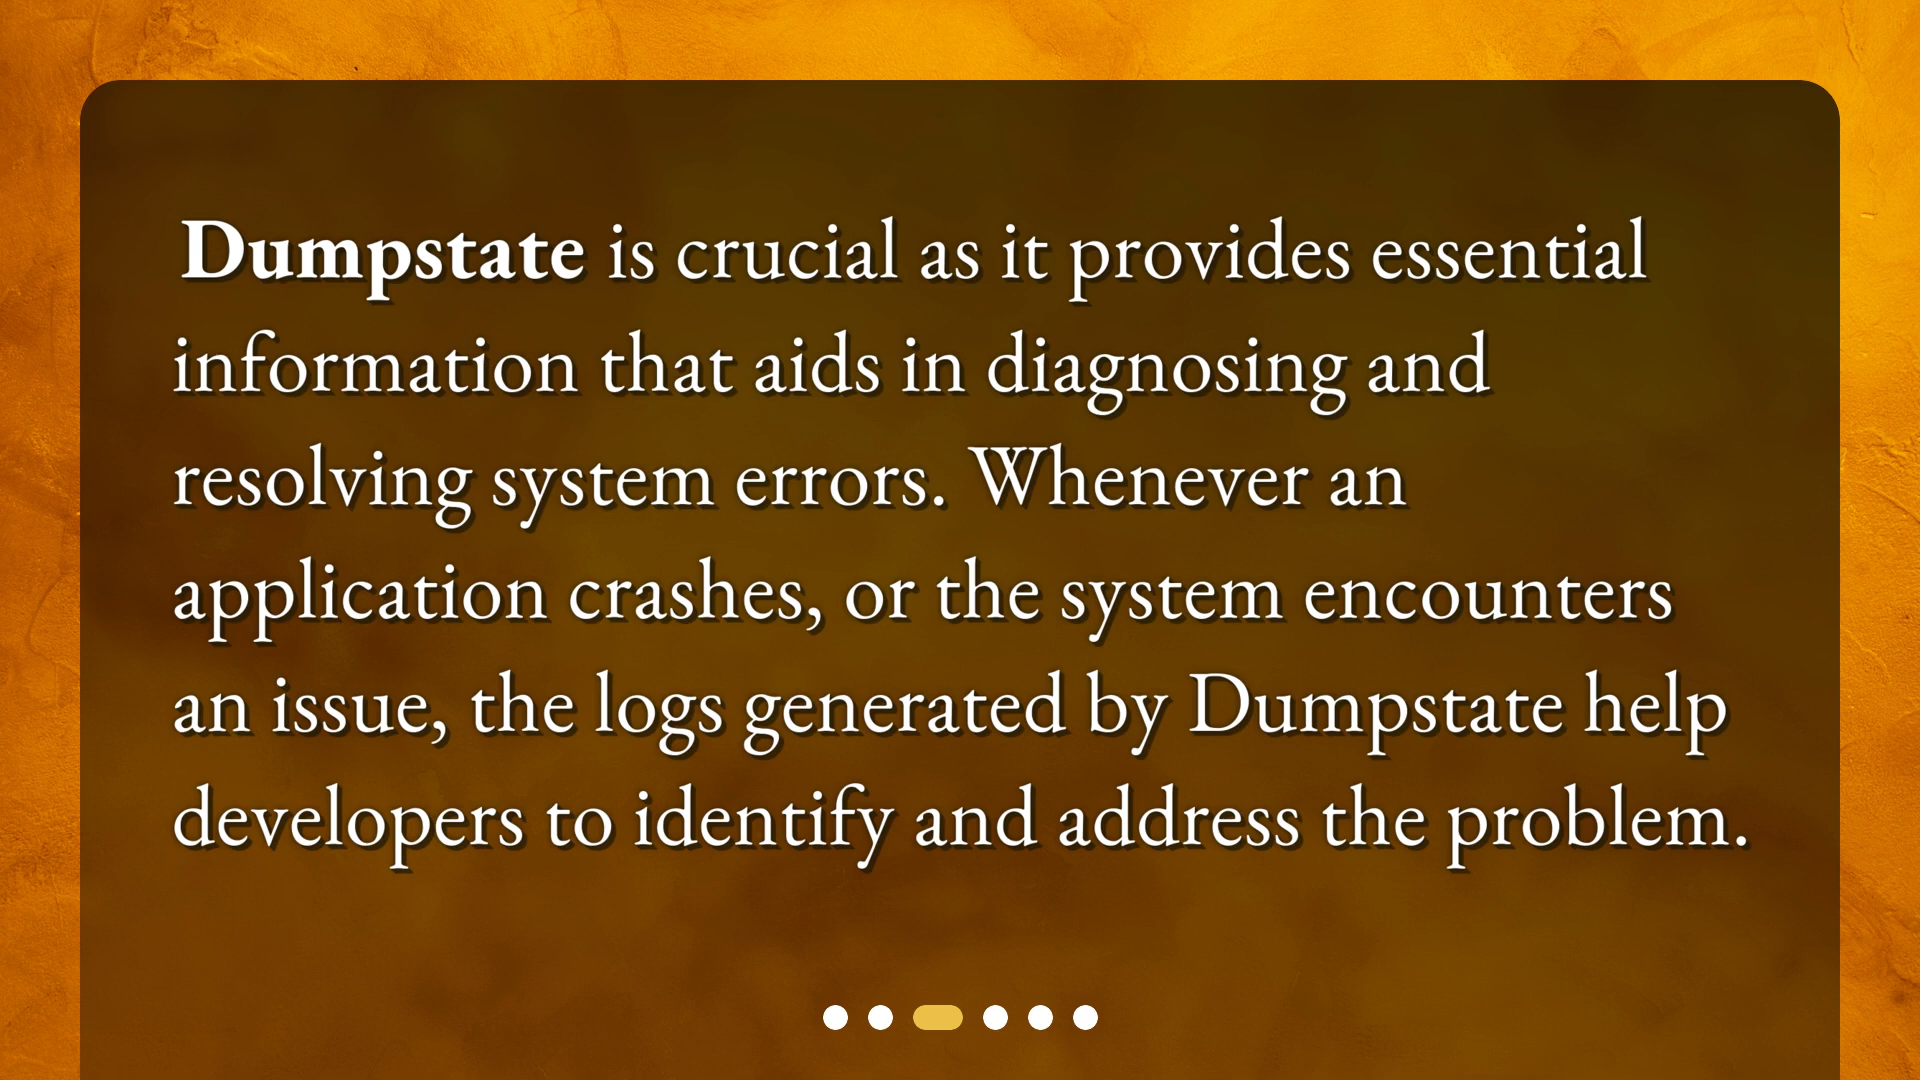 Dumpstate is crucial as it provides essential
information that aids in diagnosing and
resolving system errors. Whenever an
application crashes, or the system encounters
an issue, the logs generated by Dumpstate help
developers to identify and address the problem.